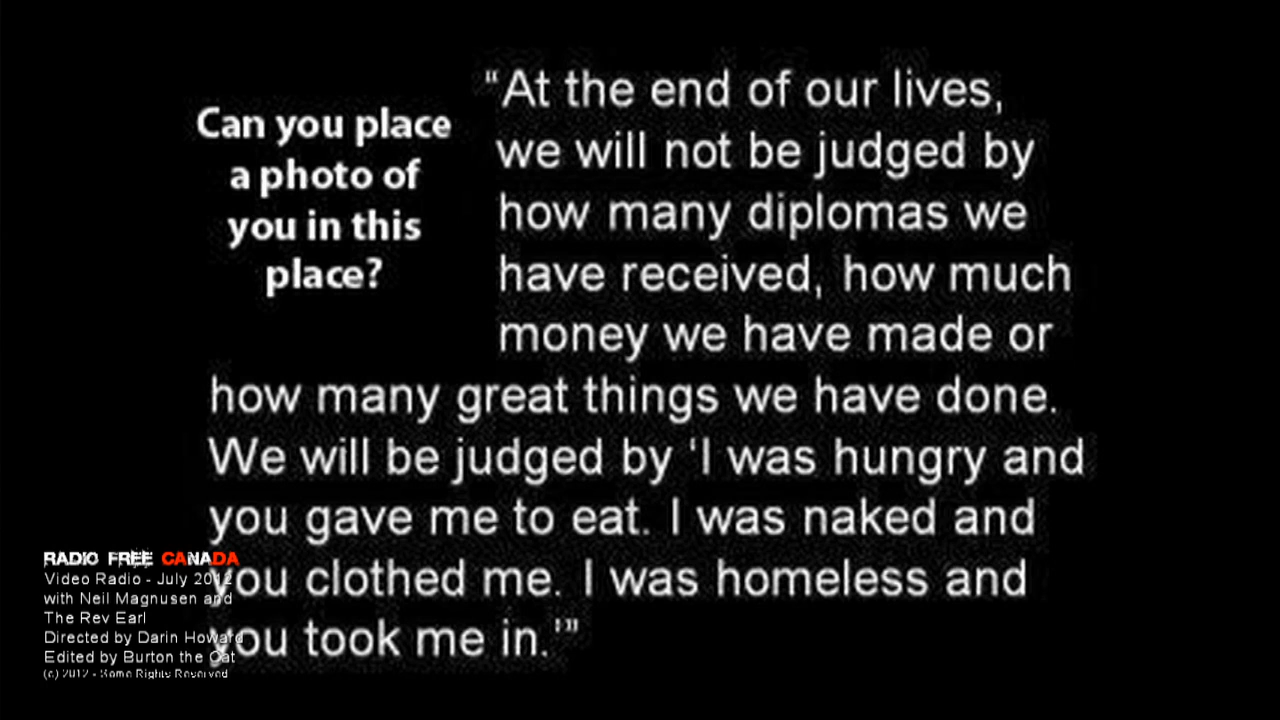 Can you place
a photo of
you in this
place?
“At the end of our lives,
we will not be judged by
how many diplomas we
have received, how much
money we have made or
how many great things we have done.
We will be judged by ‘I was hungry and
you gave me to eat. I was naked and
you clothed me. I was homeless and
you took me in.’”
RADIO FREE CANADA
Video Radio - July 2012
with Neil Magnusen and
The Rev Earl
Directed by Darin Howard
Edited by Burton the Cat
(c) 2012 - Some Rights Reserved